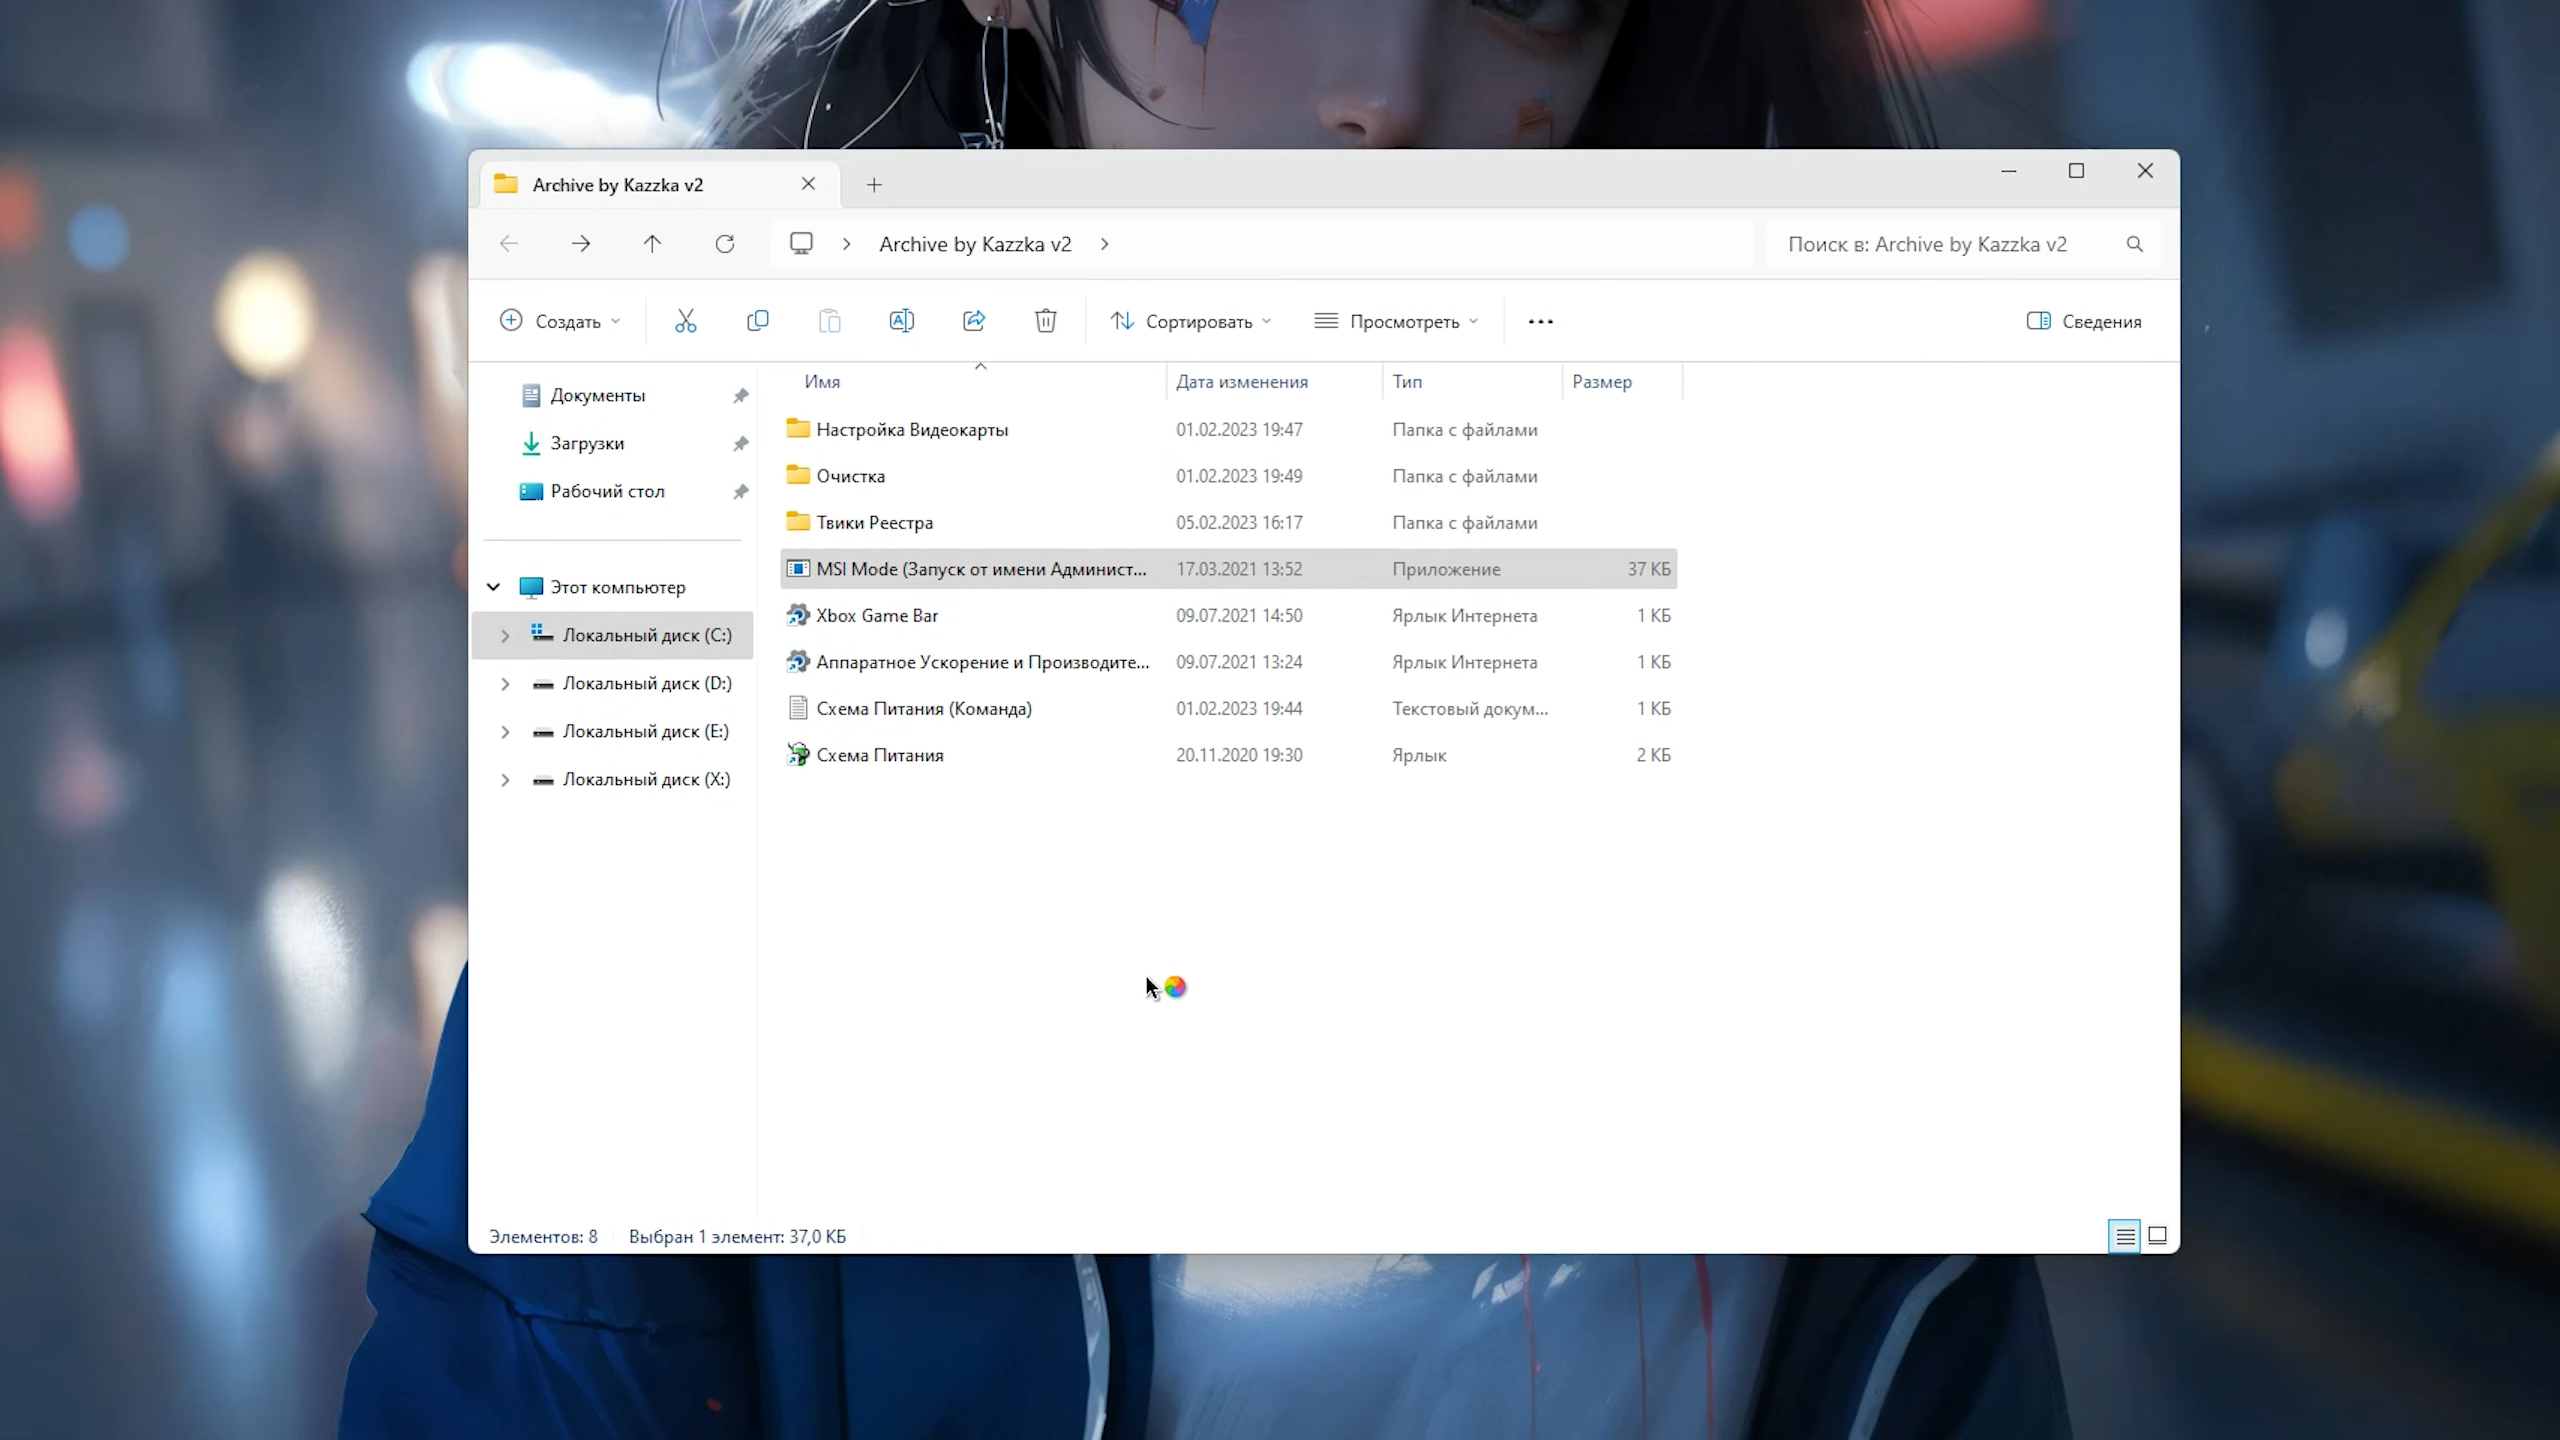 Archive by Kazzka v2
Archive by Kazzka v2
Поиск в: Archive by Kazzka v2
Создать
Сортировать
Просмотреть
Сведения
Документы
Загрузки
Рабочий стол
Этот компьютер
Локальный диск (C:)
Локальный диск (D:)
Локальный диск (E:)
Локальный диск (X:)
Имя Дата изменения Тип Размер
Настройка Видеокарты 01.02.2023 19:47 Папка с файлами
Очистка 01.02.2023 19:49 Папка с файлами
Твики Реестра 05.02.2023 16:17 Папка с файлами
MSI Mode (Запуск от имени Админист... 17.03.2021 13:52 Приложение 37 КБ
Xbox Game Bar 09.07.2021 14:50 Ярлык Интернета 1 КБ
Аппаратное Ускорение и Производите... 09.07.2021 13:24 Ярлык Интернета 1 КБ
Схема Питания (Команда) 01.02.2023 19:44 Текстовый докум... 1 КБ
Схема Питания 20.11.2020 19:30 Ярлык 2 КБ
Элементов: 8 Выбран 1 элемент: 37,0 КБ